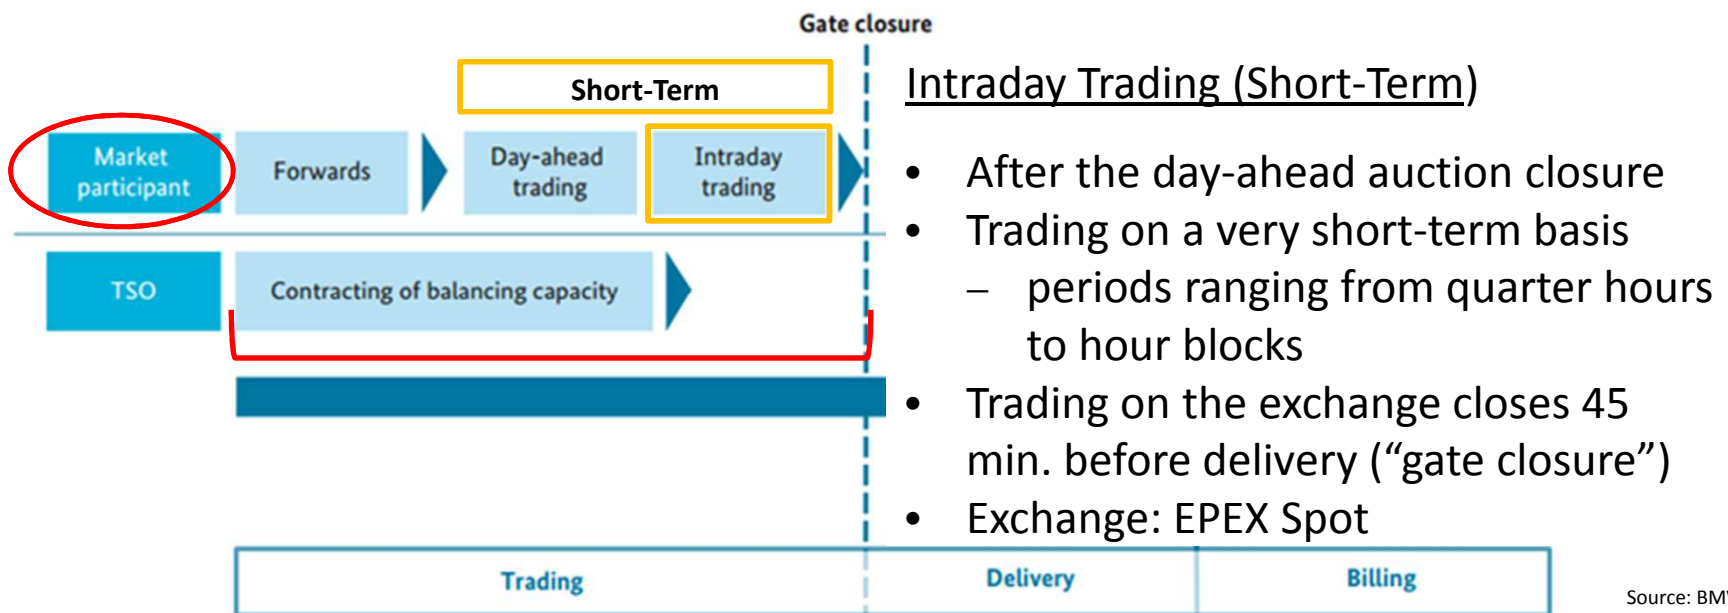 Gate closure
Short-Term
Market
participant
Forwards
Day-ahead
trading
Intraday
trading
TSO
Contracting of balancing capacity
Intraday Trading (Short-Term)
• After the day-ahead auction closure
• Trading on a very short-term basis
– periods ranging from quarter hours
to hour blocks
• Trading on the exchange closes 45
min. before delivery (“gate closure”)
• Exchange: EPEX Spot
Trading
Delivery
Billing
Source: